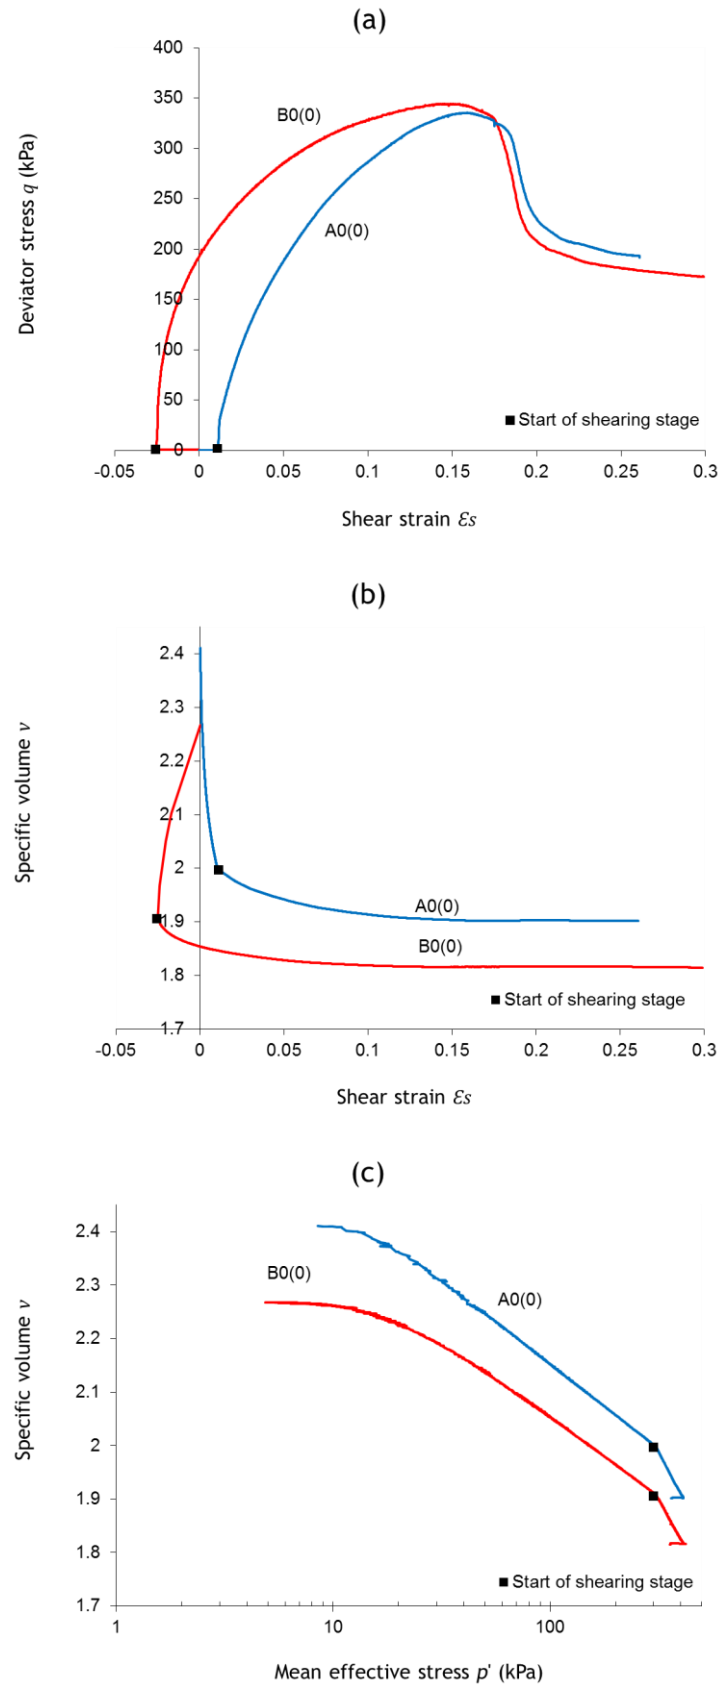 (a)
400
350
300
250
200
150
100
50
0
B0(0)
A0(0)
Deviator stress q (kPa)
■ Start of shearing stage
-0.05 0 0.05 0.1 0.15 0.2 0.25 0.3
Shear strain Ɛs
(b)
2.4
2.3
2.2
2.1
2
1.9
1.8
1.7
Specific volume v
A0(0)
B0(0)
■ Start of shearing stage
-0.05 0 0.05 0.1 0.15 0.2 0.25 0.3
Shear strain Ɛs
(c)
2.4
2.3
2.2
2.1
2
1.9
1.8
1.7
Specific volume v
B0(0)
A0(0)
■ Start of shearing stage
1 10 100
Mean effective stress p' (kPa)